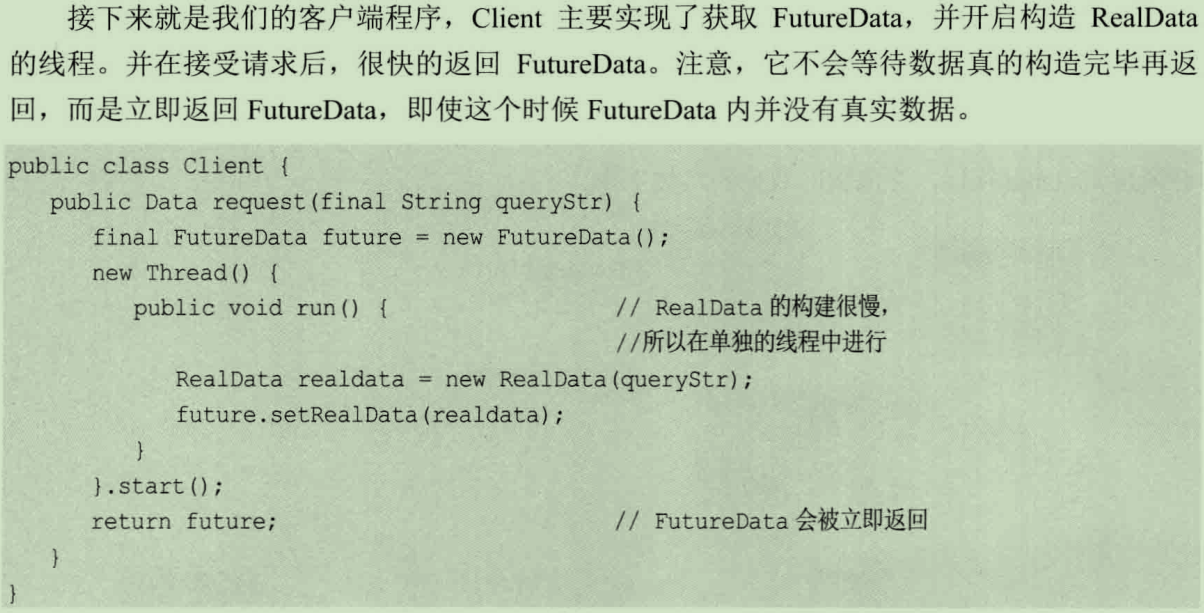 接下来就是我们的客户端程序，Client 主要实现了获取 FutureData，并开启构造 RealData
的线程。并在接受请求后，很快的返回 FutureData。注意，它不会等待数据真的构造完毕再返
回，而是立即返回 FutureData，即使这个时候 FutureData 内并没有真实数据。
public class Client {
public Data request(final String queryStr) {
final FutureData future = new FutureData();
new Thread() {
public void run() { // RealData 的构建很慢，
//所以在单独的线程中进行
RealData realdata = new RealData(queryStr);
future.setRealData(realdata);
}
}.start();
return future; // FutureData 会被立即返回
}
}